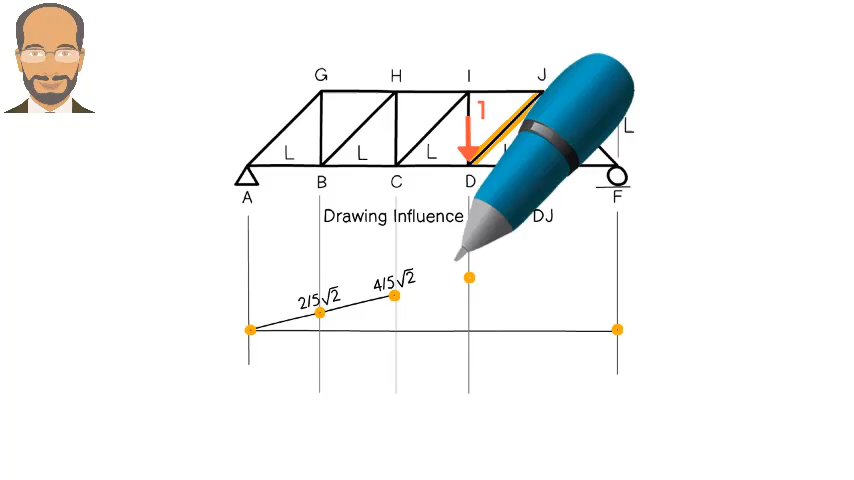 G H I J
1
L L L L
A B C D F
Drawing Influence DJ
2/5√2 4/5√2